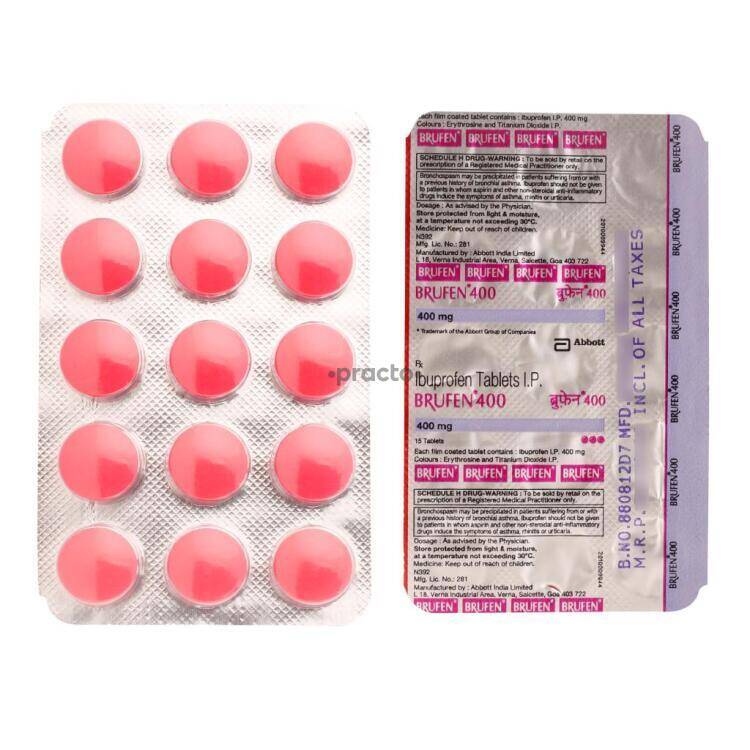 ·practo·
Each film coated tablet contains : Ibuprofen I.P. 400 mg
Colours : Erythrosine and Titanium Dioxide I.P.
BRUFEN® BRUFEN® BRUFEN® BRUFEN®
SCHEDULE H DRUG-WARNING : To be sold by retail on the
prescription of a Registered Medical Practitioner only.
Bronchospasm may be precipitated in patients suffering from or with
a previous history of bronchial asthma. Ibuprofen should not be given
to patients in whom aspirin and other non-steroidal anti-inflammatory
drugs induce the symptoms of asthma, rhinitis or urticaria.
Dosage : As advised by the Physician.
Store protected from light & moisture,
at a temperature not exceeding 30°C.
Medicine: Keep out of reach of children.
N392
Mfg. Lic. No.: 281
Manufactured by : Abbott India Limited
L 18, Verna Industrial Area, Verna, Salcette, Goa 403 722
BRUFEN® BRUFEN® BRUFEN® BRUFEN®
BRUFEN® 400 ब्रुफेन® 400
400 mg
* Trademark of the Abbott Group of Companies
Abbott
Rx
Ibuprofen Tablets I.P.
BRUFEN® 400 ब्रुफेन® 400
400 mg
15 Tablets
Each film coated tablet contains : Ibuprofen I.P. 400 mg
Colours : Erythrosine and Titanium Dioxide I.P.
BRUFEN® BRUFEN® BRUFEN® BRUFEN®
SCHEDULE H DRUG-WARNING : To be sold by retail on the
prescription of a Registered Medical Practitioner only.
Bronchospasm may be precipitated in patients suffering from or with
a previous history of bronchial asthma, Ibuprofen should not be given
to patients in whom aspirin and other non-steroidal anti-inflammatory
drugs induce the symptoms of asthma, rhinitis or urticaria.
Dosage : As advised by the Physician.
Store protected from light & moisture,
at a temperature not exceeding 30°C.
Medicine: Keep out of reach of children.
N392
Mfg. Lic. No.: 281
Manufactured by : Abbott India Limited
L 18, Verna Industrial Area, Verna, Salcette, Goa 403 722
BRUFEN® BRUFEN® BRUFEN® BRUFEN®
B.NO.880812D7 MFD.
M.R.P. INCL. OF ALL TAXES
BRUFEN® 400
BRUFEN® 400
BRUFEN® 400
BRUFEN® 400
BRUFEN® 400
BRUFEN® 400